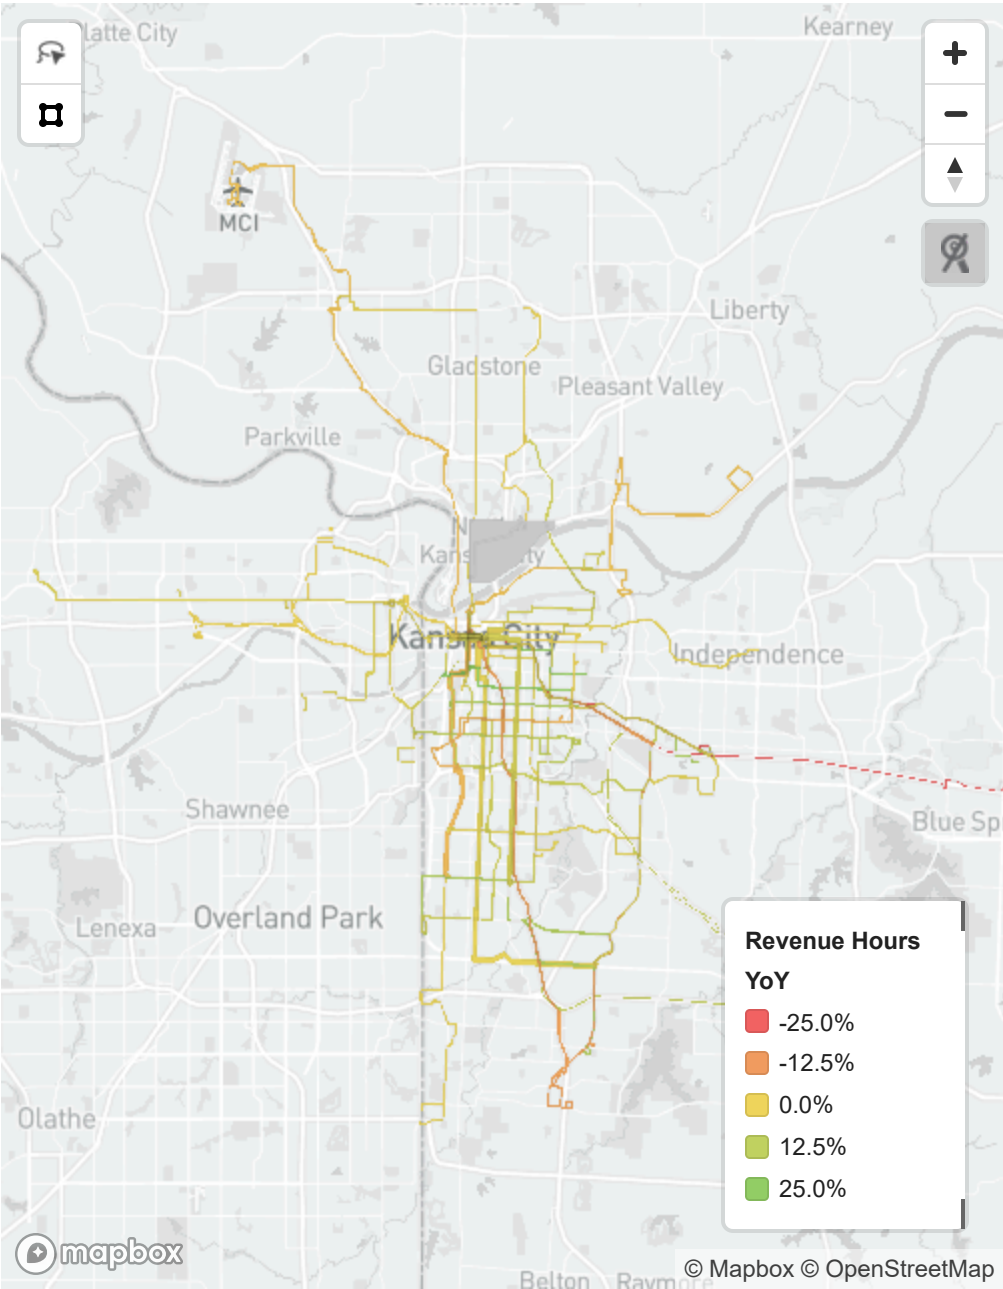 Platte City
Kearney
MCI
Liberty
Gladstone
Pleasant Valley
Parkville
Kansas City
Independence
Shawnee
Blue Sp
Overland Park
Lenexa
Revenue Hours
YoY
-25.0%
-12.5%
0.0%
12.5%
25.0%
Olathe
mapbox
© Mapbox © OpenStreetMap
Belton
Raymore